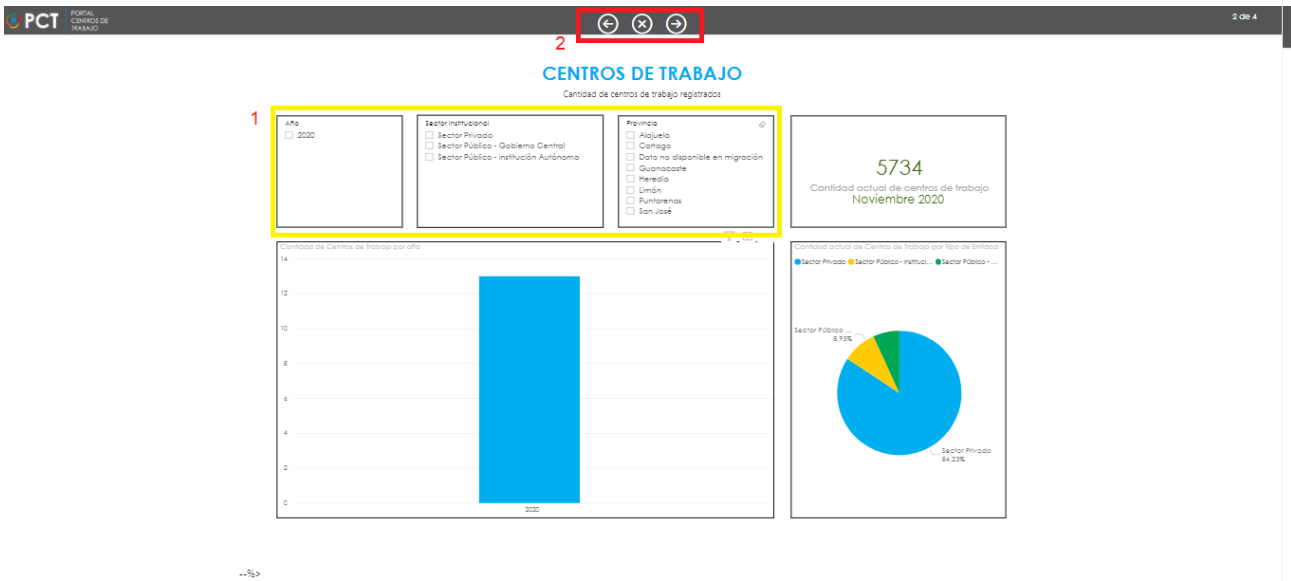 PCT
PORTAL
CENTROS DE
TRABAJO
2 de 4
2
CENTROS DE TRABAJO
Cantidad de centros de trabajo registrados
1
Año
2020
Sector Institucional
Sector Privado
Sector Público - Gobierno Central
Sector Público - Institución Autónoma
Provincia
Alajuela
Cartago
Dato no disponible en migración
Guanacaste
Heredia
Limón
Puntarenas
San José
5734
Cantidad actual de centros de trabajo
Noviembre 2020
Cantidad de Centros de Trabajo por año
14
12
10
8
6
4
2
0
2020
Cantidad actual de Centros de Trabajo por Tipo de Entidad
Sector Privado Sector Público - Instituci... Sector Público - ...
Sector Público ...
8,93%
Sector Privado
84,23%
--%>